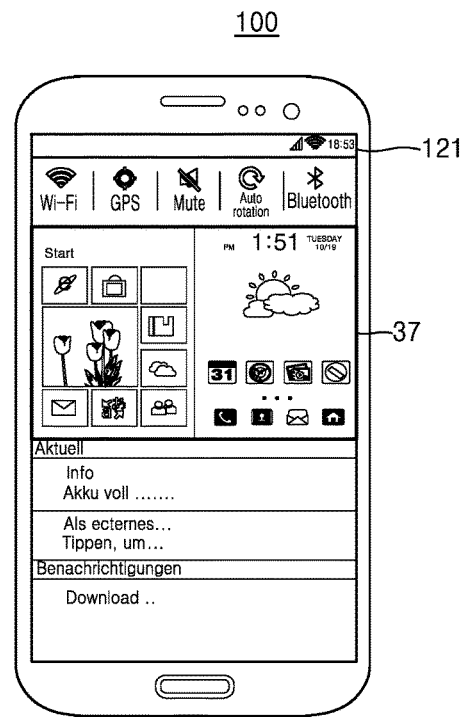 100
18:53
121
Wi-Fi
GPS
Mute
Auto
rotation
Bluetooth
Start
PM 1:51 TUESDAY
10/19
37
31
Aktuell
Info
Akku voll .......
Als ecternes...
Tippen, um...
Benachrichtigungen
Download ..